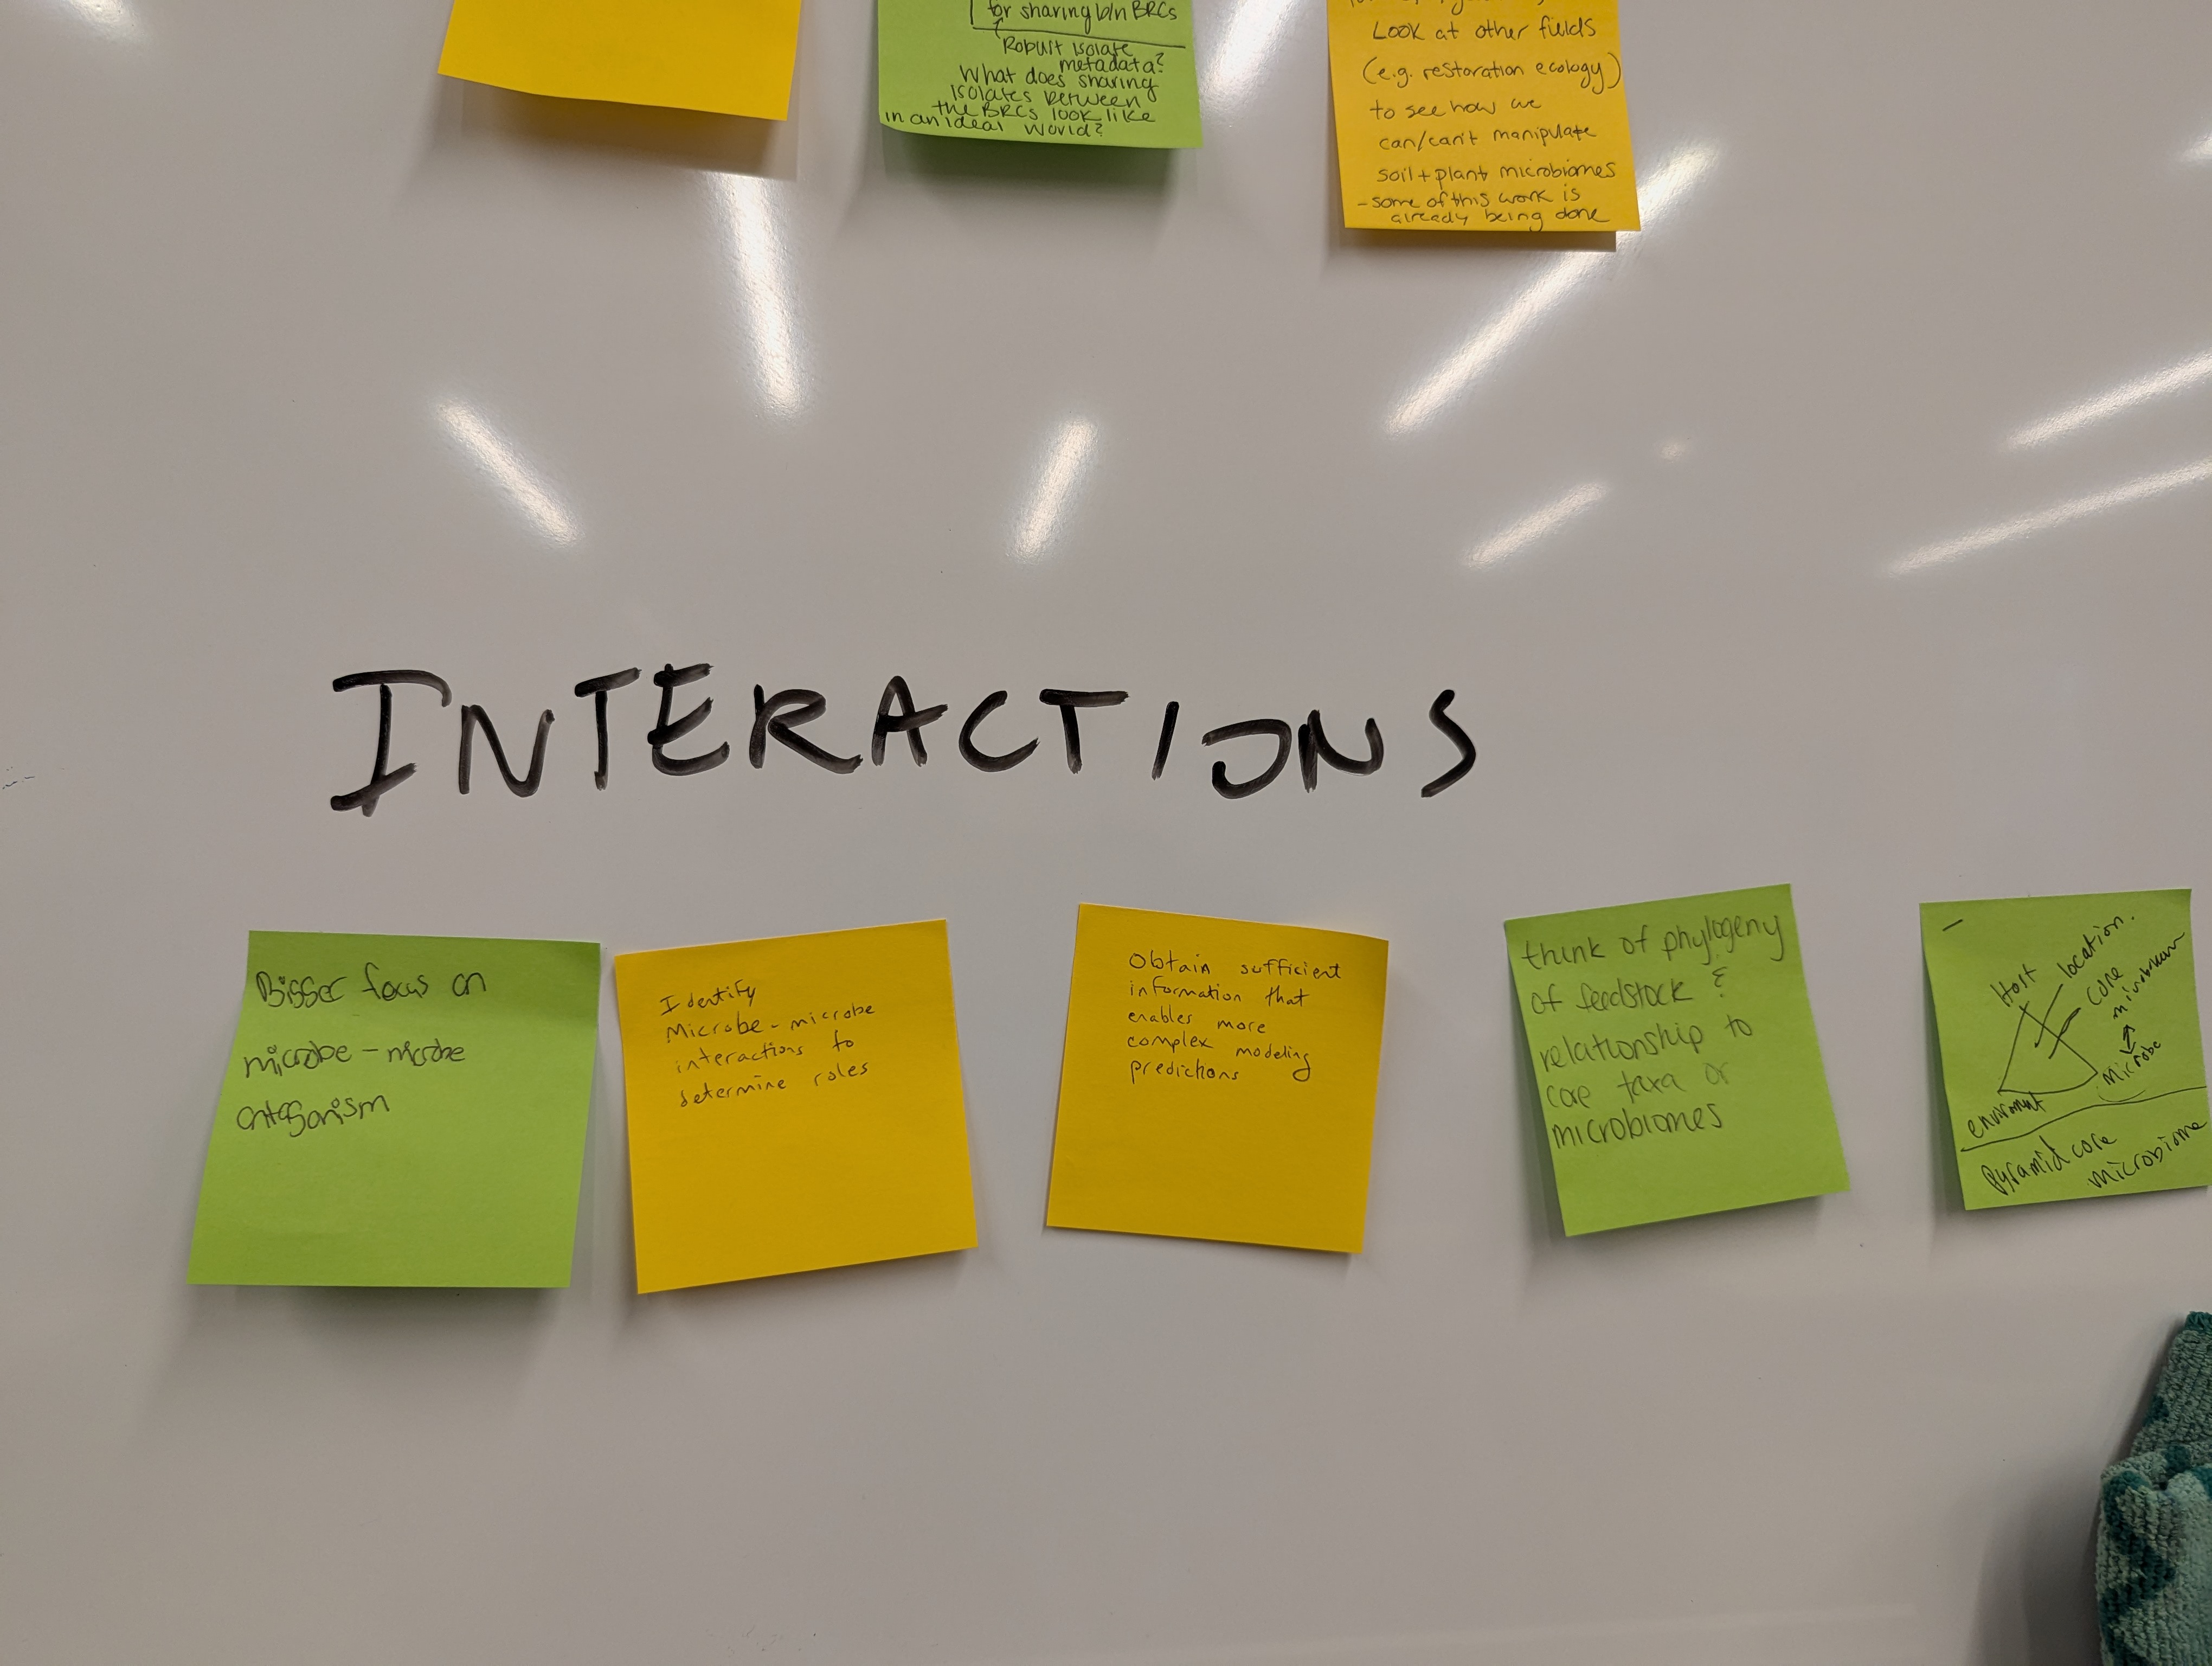 for sharing b/n BRCs
Robust isolate
metadata?
What does sharing
isolates between
the BRCs look like
in an ideal world?
Look at other fields
(e.g. restoration ecology)
to see how we
can/can't manipulate
soil + plant microbiomes
- some of this work is
already being done
INTERACTIONS
Bigger focus on
microbe - microbe
antagonism
Identify
Microbe - microbe
interactions to
determine roles
Obtain sufficient
information that
enables more
complex modeling
predictions
think of phylogeny
of feedstock &
relationship to
core taxa or
microbiomes
Host
location.
core
microbe
Pyramid core
microbiome